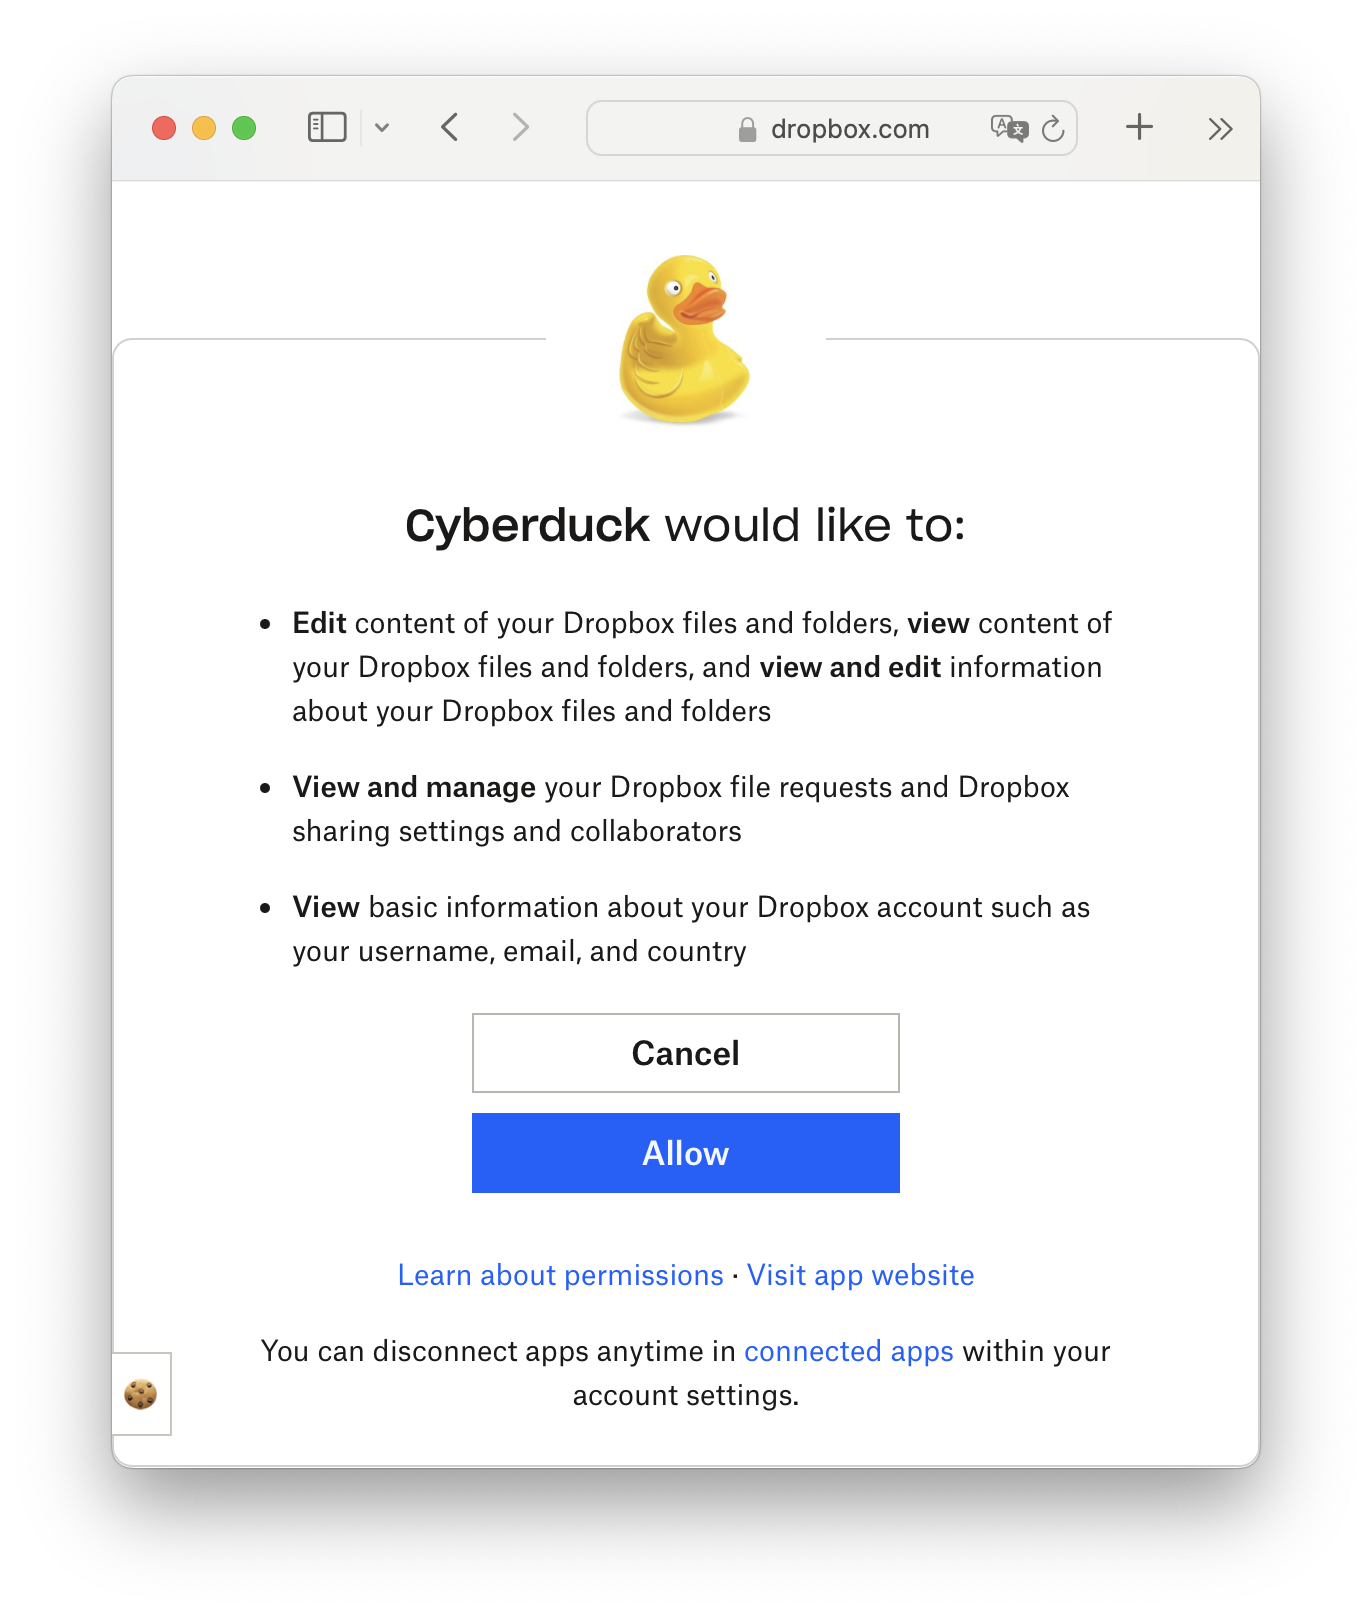 dropbox.com
Cyberduck would like to:
• Edit content of your Dropbox files and folders, view content of
your Dropbox files and folders, and view and edit information
about your Dropbox files and folders
• View and manage your Dropbox file requests and Dropbox
sharing settings and collaborators
• View basic information about your Dropbox account such as
your username, email, and country
Cancel
Allow
Learn about permissions · Visit app website
You can disconnect apps anytime in connected apps within your
account settings.